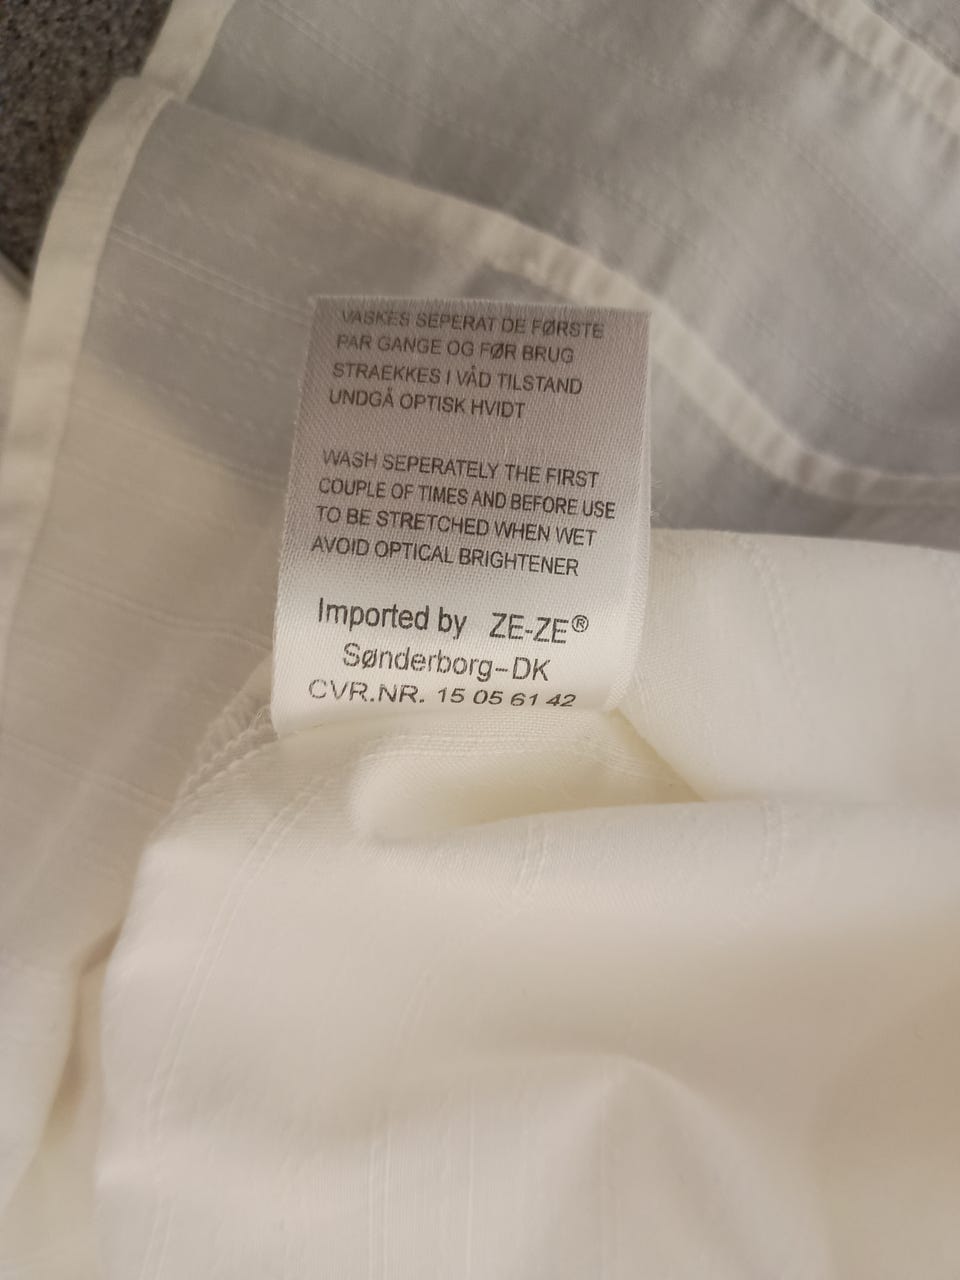 VASKES SEPERAT DE FØRSTE
PAR GANGE OG FØR BRUG
STRAEKKES I VÅD TILSTAND
UNDGÅ OPTISK HVIDT
WASH SEPERATELY THE FIRST
COUPLE OF TIMES AND BEFORE USE
TO BE STRETCHED WHEN WET
AVOID OPTICAL BRIGHTENER
Imported by ZE-ZE®
Sønderborg-DK
CVR.NR. 15 05 61 42